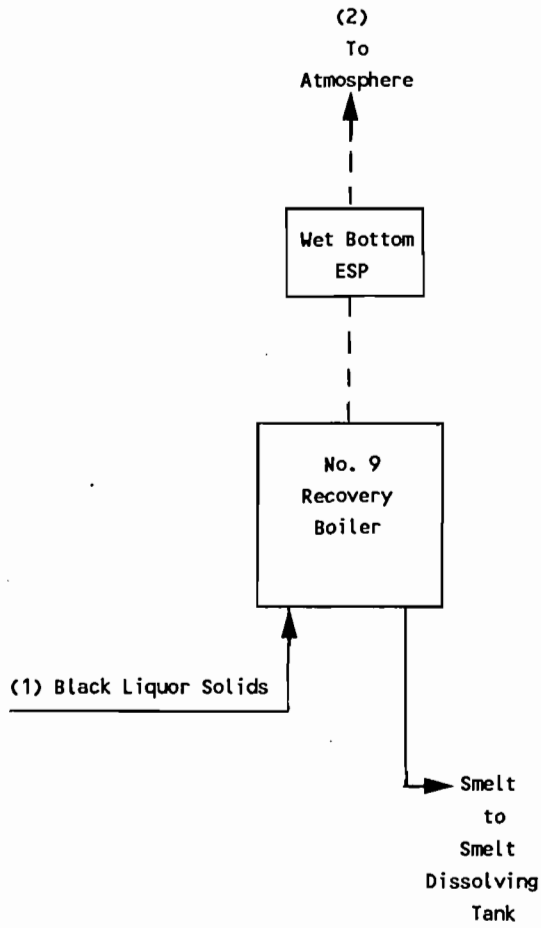 (2)
To
Atmosphere
Wet Bottom
ESP
No. 9
Recovery
Boiler
(1) Black Liquor Solids
Smelt
to
Smelt
Dissolving
Tank